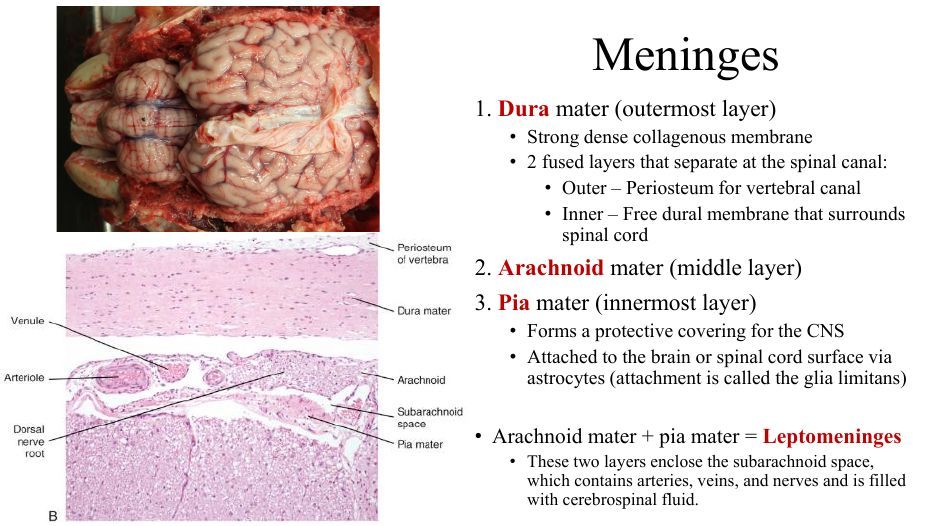 Meninges
1. Dura mater (outermost layer)
• Strong dense collagenous membrane
• 2 fused layers that separate at the spinal canal:
• Outer – Periosteum for vertebral canal
• Inner – Free dural membrane that surrounds
spinal cord
2. Arachnoid mater (middle layer)
3. Pia mater (innermost layer)
• Forms a protective covering for the CNS
• Attached to the brain or spinal cord surface via
astrocytes (attachment is called the glia limitans)
• Arachnoid mater + pia mater = Leptomeninges
• These two layers enclose the subarachnoid space,
which contains arteries, veins, and nerves and is filled
with cerebrospinal fluid.
Periosteum
of vertebra
Dura mater
Venule
Arteriole
Arachnoid
Subarachnoid
space
Dorsal
nerve
root
Pia mater
B